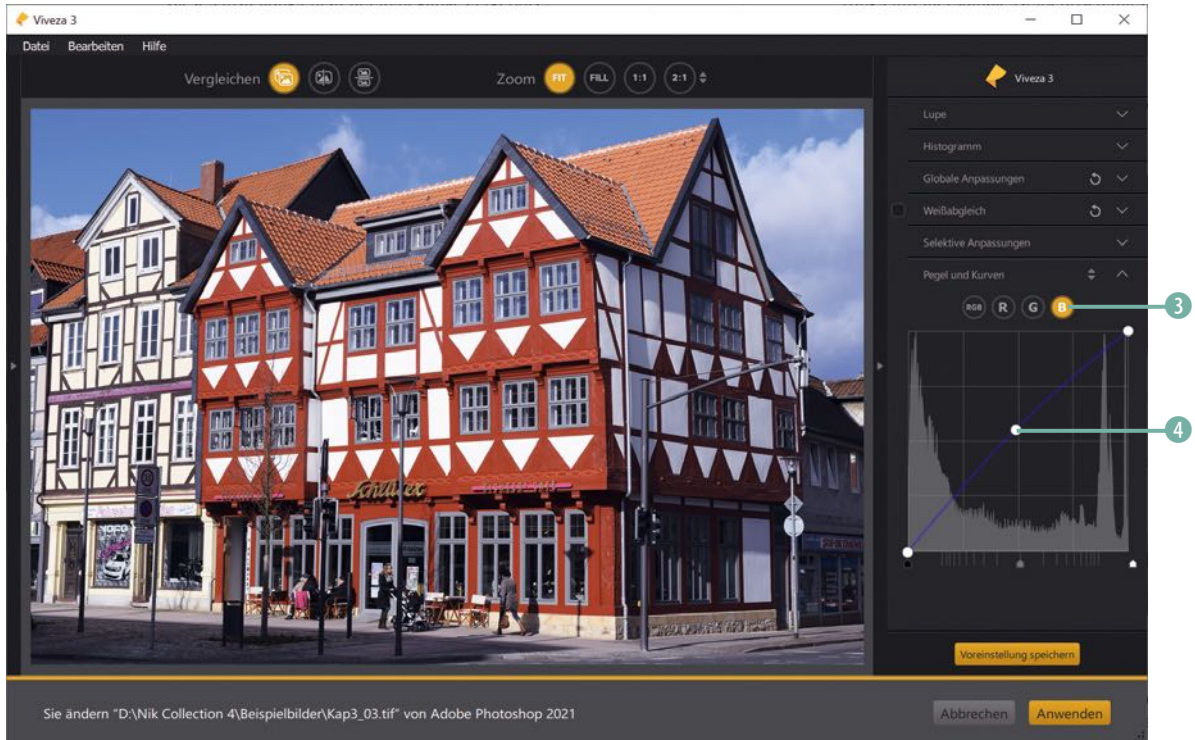 Viveza 3
Datei Bearbeiten Hilfe
Vergleichen Zoom FIT FILL 1:1 2:1
Viveza 3
Lupe
Histogramm
Globale Anpassungen
Weißabgleich
Selektive Anpassungen
Pegel und Kurven
RGB R G B
3
4
Schlüter
Voreinstellung speichern
Sie ändern "D:\Nik Collection 4\Beispielbilder\Kap3_03.tif" von Adobe Photoshop 2021
Abbrechen Anwenden